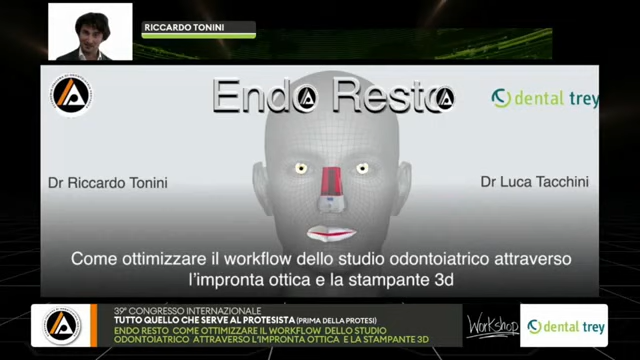 RICCARDO TONINI
Endo Resto
dental trey
Dr Riccardo Tonini
Dr Luca Tacchini
Come ottimizzare il workflow dello studio odontoiatrico attraverso
l'impronta ottica e la stampante 3d
39° CONGRESSO INTERNAZIONALE
TUTTO QUELLO CHE SERVE AL PROTESISTA (PRIMA DELLA PROTESI)
ENDO RESTO COME OTTIMIZZARE IL WORKFLOW DELLO STUDIO
ODONTOIATRICO ATTRAVERSO L'IMPRONTA OTTICA E LA STAMPANTE 3D
Workshop
dental trey